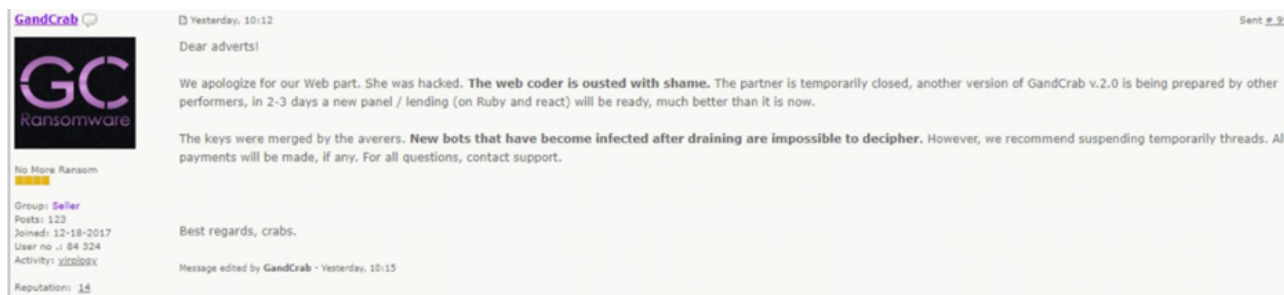 GandCrab
Yesterday, 10:12
Sent #
Dear adverts!
We apologize for our Web part. She was hacked. The web coder is ousted with shame. The partner is temporarily closed, another version of GandCrab v.2.0 is being prepared by other
performers, in 2-3 days a new panel / lending (on Ruby and react) will be ready, much better than it is now.
GC
Ransomware
The keys were merged by the averers. New bots that have become infected after draining are impossible to decipher. However, we recommend suspending temporarily threads. Al
payments will be made, if any. For all questions, contact support.
No More Ransom
Group: Seller
Posts: 123
Joined: 12-18-2017
User no .: 84 324
Activity: virology
Reputation: 14
Best regards, crabs.
Message edited by GandCrab - Yesterday, 10:15